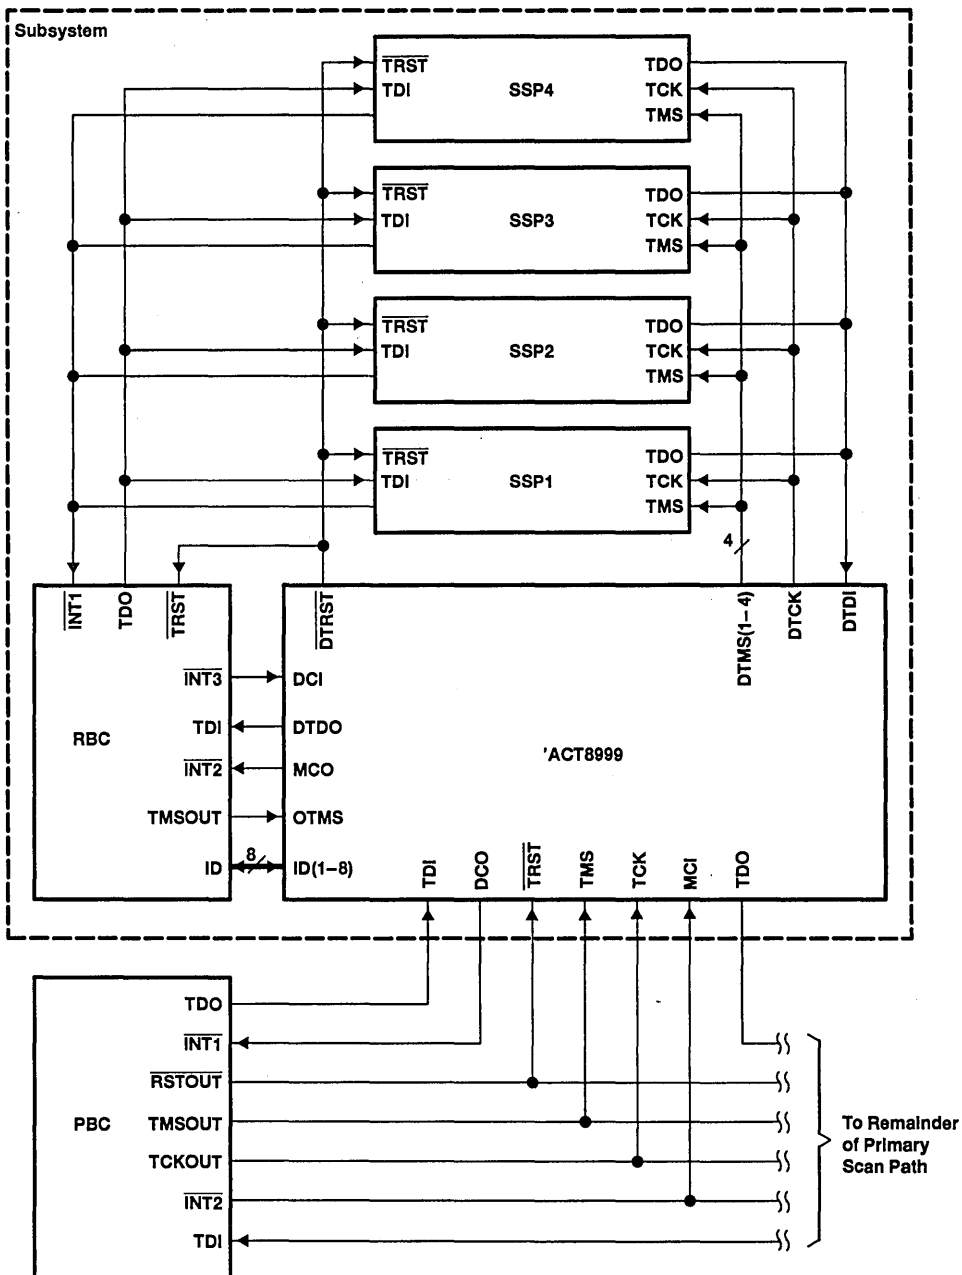 Subsystem
TRST
TDI
SSP4
TDO
TCK
TMS
TRST
TDI
SSP3
TDO
TCK
TMS
TRST
TDI
SSP2
TDO
TCK
TMS
TRST
TDI
SSP1
TDO
TCK
TMS
4
INT1
TDO
TRST
DTRST
DTMS(1–4)
DTCK
DTDI
INT3
DCI
TDI
DTDO
RBC
'ACT8999
INT2
MCO
TMSOUT
OTMS
ID
8
ID(1–8)
TDI
DCO
TRST
TMS
TCK
MCI
TDO
TDO
INT1
RSTOUT
PBC
TMSOUT
TCKOUT
INT2
TDI
To Remainder
of Primary
Scan Path